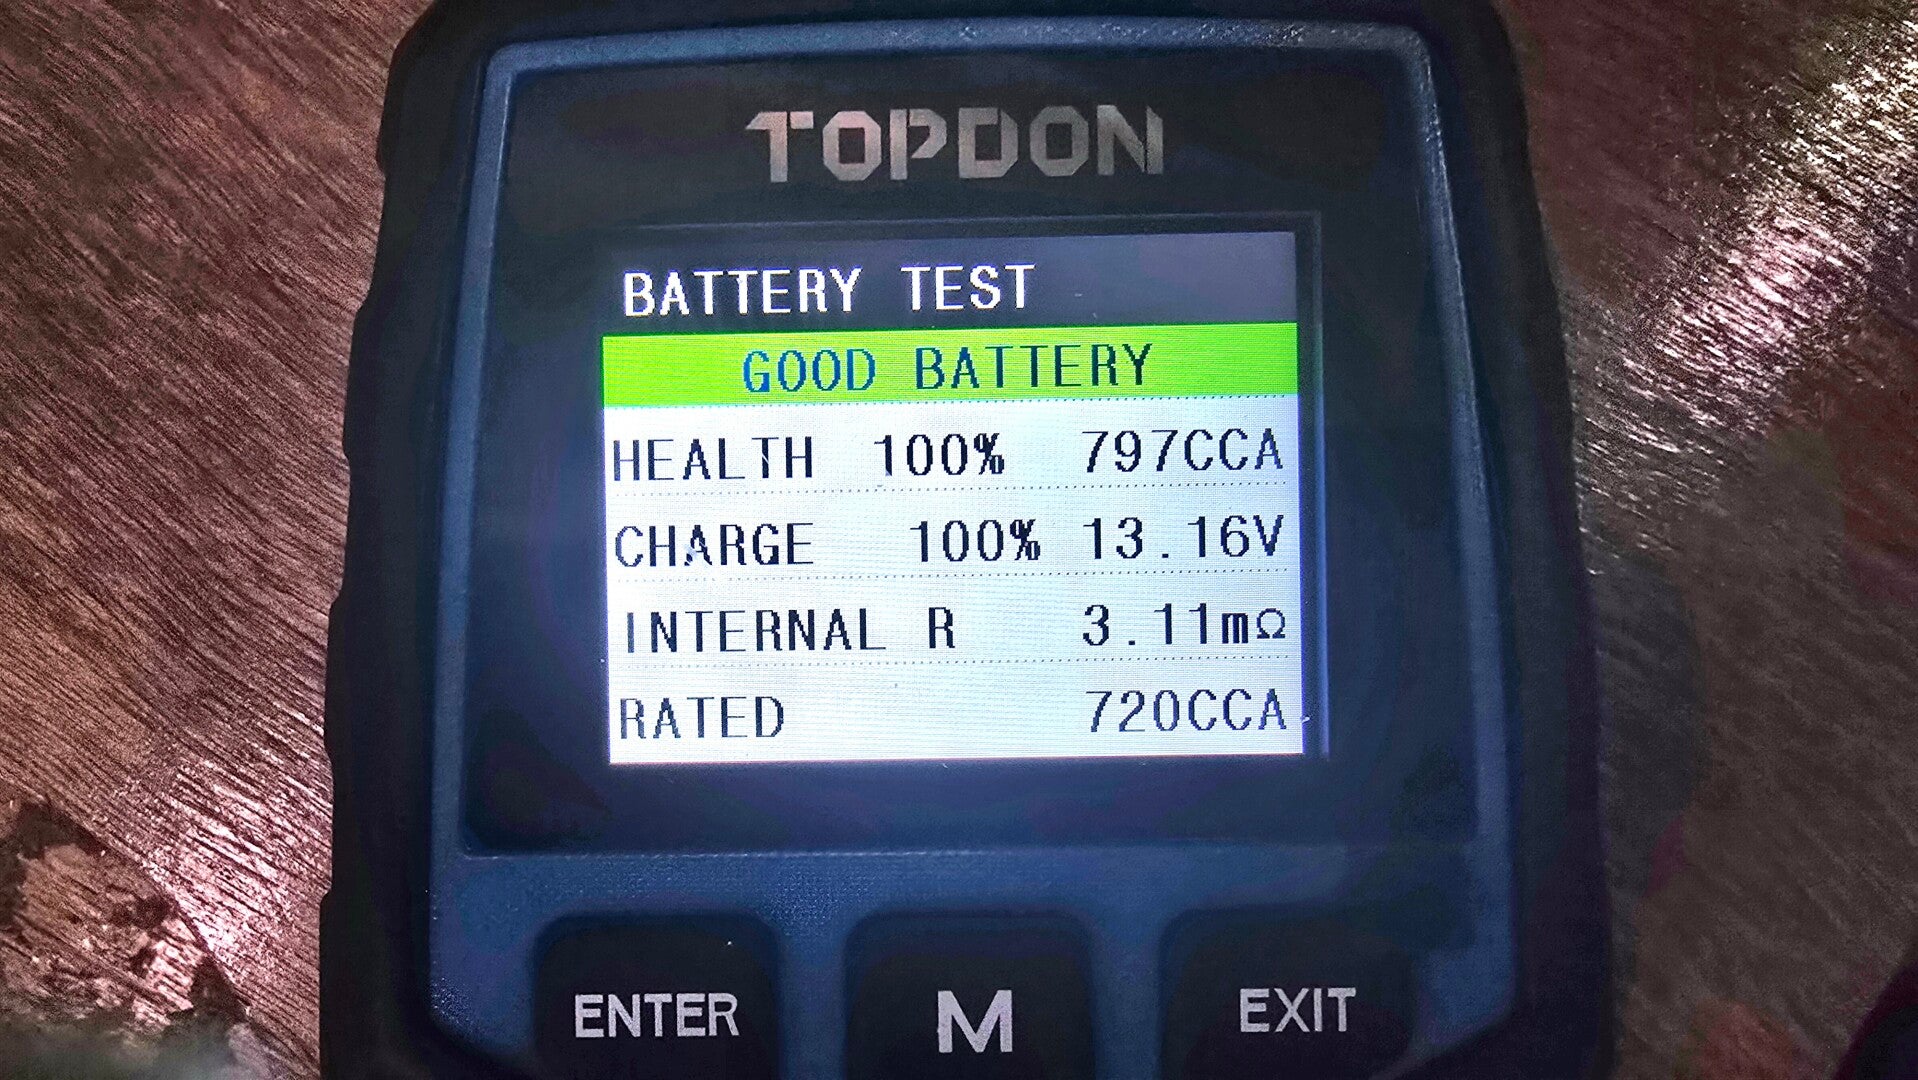 TOPDON
BATTERY TEST
GOOD BATTERY
HEALTH 100% 797CCA
CHARGE 100% 13.16V
INTERNAL R 3.11mΩ
RATED 720CCA
ENTER M EXIT